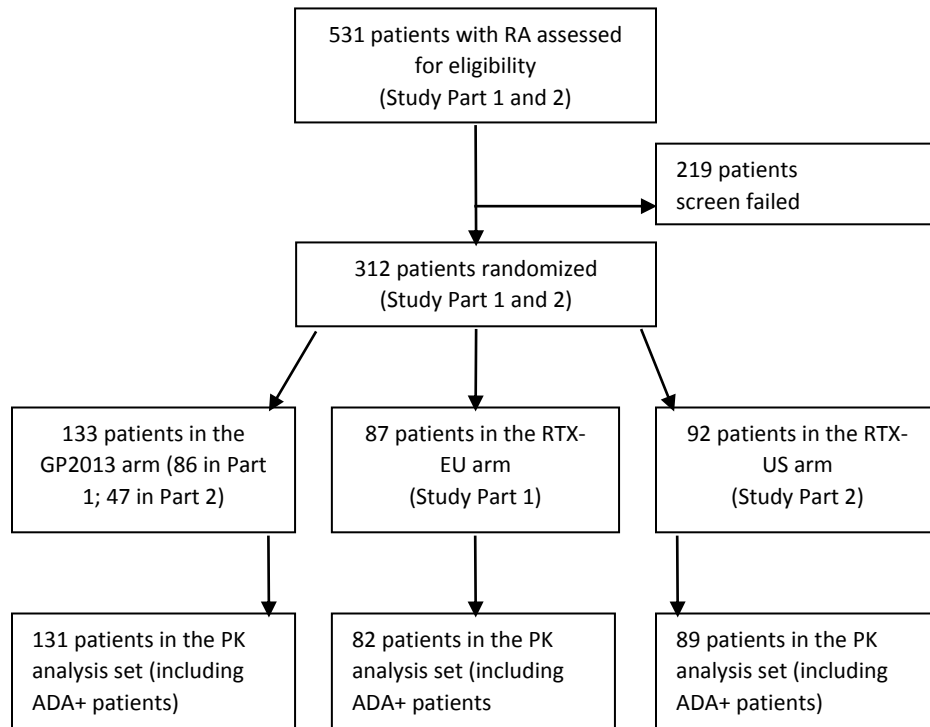 531 patients with RA assessed
for eligibility
(Study Part 1 and 2)
219 patients
screen failed
312 patients randomized
(Study Part 1 and 2)
133 patients in the
GP2013 arm (86 in Part
1; 47 in Part 2)
87 patients in the RTX-
EU arm
(Study Part 1)
92 patients in the RTX-
US arm
(Study Part 2)
131 patients in the PK
analysis set (including
ADA+ patients)
82 patients in the PK
analysis set (including
ADA+ patients
89 patients in the PK
analysis set (including
ADA+ patients)